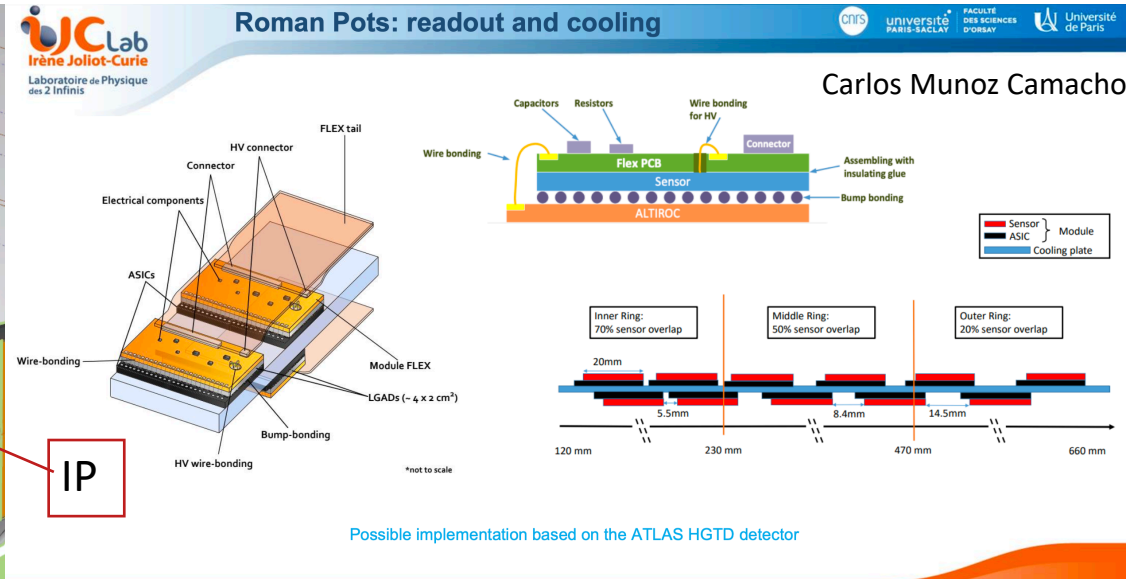 Roman Pots: readout and cooling
iJCLab
Irène Joliot-Curie
Laboratoire de Physique
des 2 Infinis
cnrs
université
PARIS-SACLAY
FACULTÉ
DES SCIENCES
D'ORSAY
Université
de Paris
Carlos Munoz Camacho
FLEX tail
HV connector
Connector
Electrical components
ASICs
Wire-bonding
Module FLEX
LGADs (~ 4 x 2 cm²)
Bump-bonding
HV wire-bonding
*not to scale
IP
Capacitors
Resistors
Wire bonding
for HV
Connector
Wire bonding
Flex PCB
Assembling with
insulating glue
Sensor
Bump bonding
ALTIROC
Sensor
ASIC
Module
Cooling plate
Inner Ring:
70% sensor overlap
Middle Ring:
50% sensor overlap
Outer Ring:
20% sensor overlap
20mm
5.5mm
8.4mm
14.5mm
120 mm
230 mm
470 mm
660 mm
Possible implementation based on the ATLAS HGTD detector